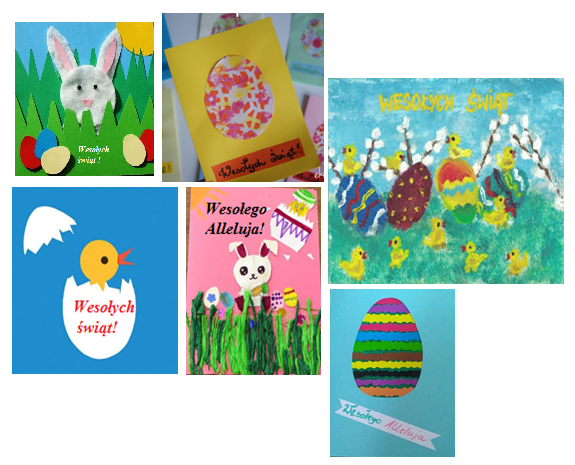 Wesołych
świąt !
Wesołych Świąt!
WESOŁYCH ŚWIĄT
Wesołego
Alleluja!
Wesołych
świąt!
Wesołego Alleluja